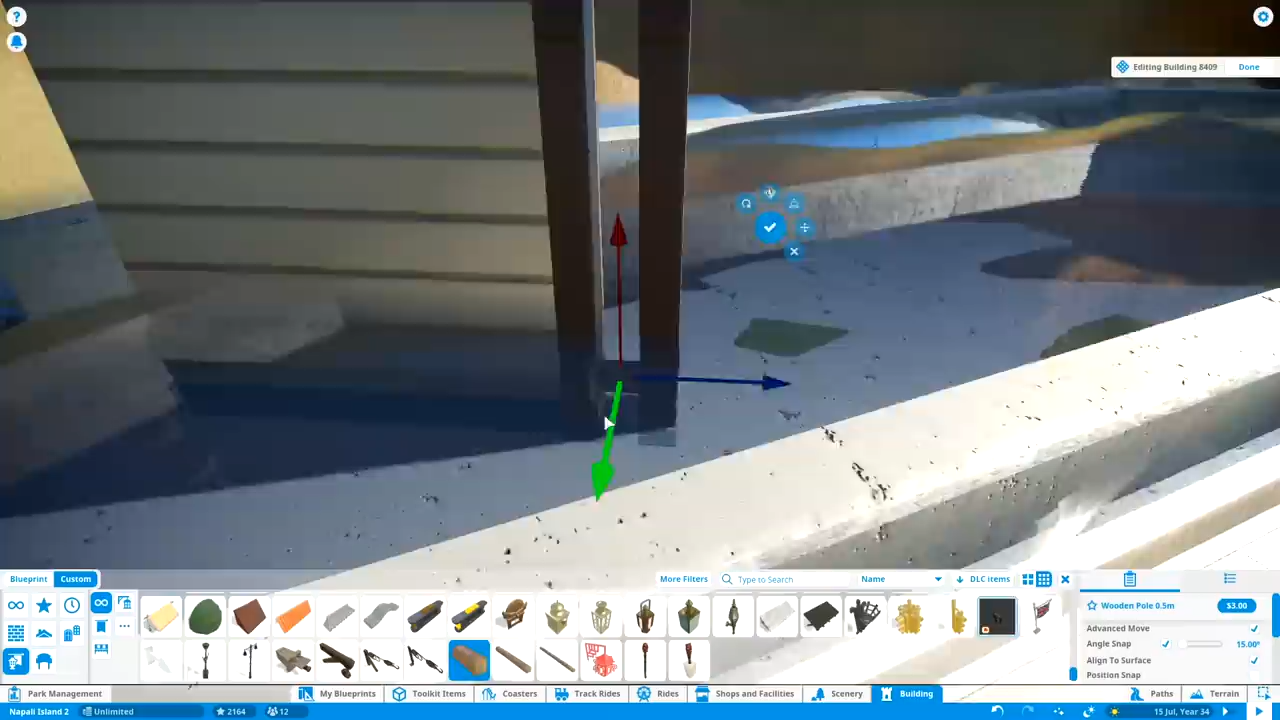 ?
Editing Building 8409 Done
Blueprint Custom More Filters Type to Search Name DLC items
Wooden Pole 0.5m $3.00
Advanced Move
Angle Snap 15.00°
Align To Surface
Position Snap
Park Management My Blueprints Toolkit Items Coasters Track Rides Rides Shops and Facilities Scenery Building Paths Terrain
Napali Island 2 Unlimited 2164 12 15 Jul, Year 34